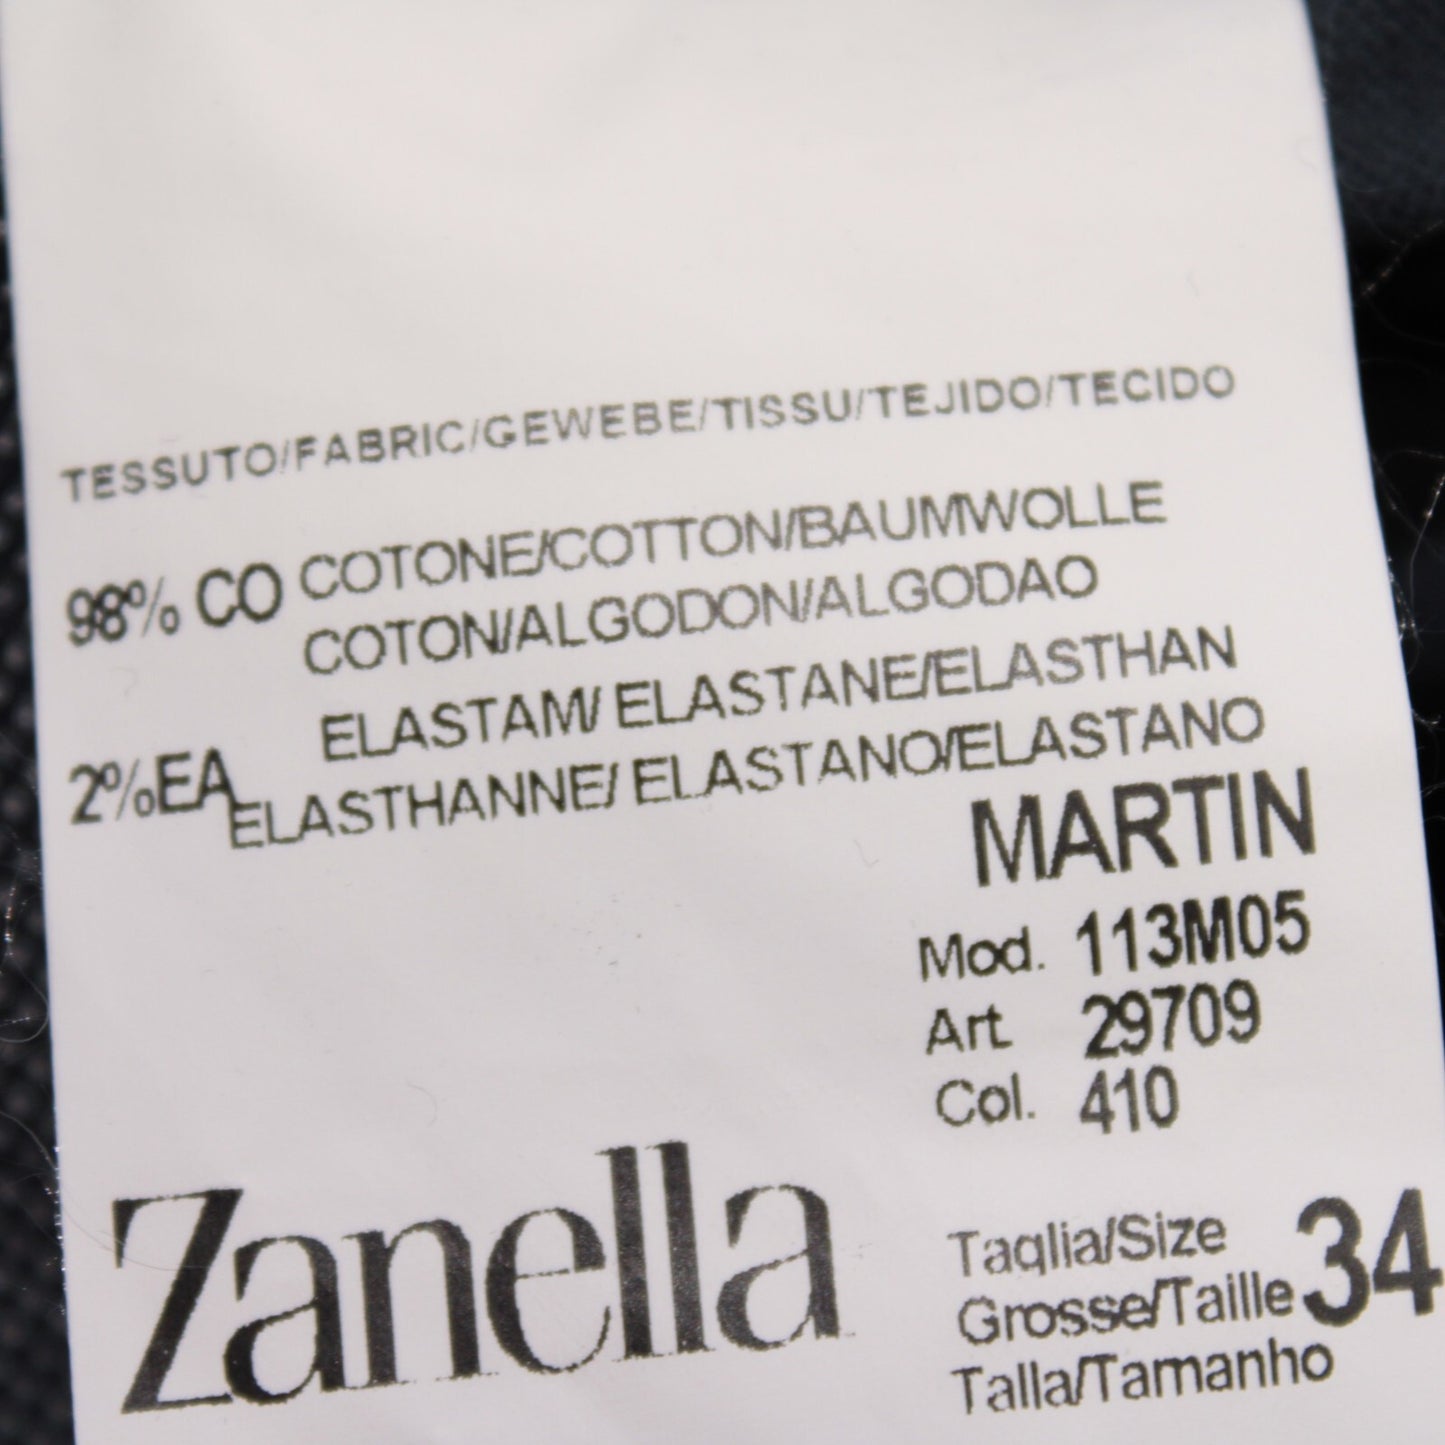 TESSUTO/FABRIC/GEWEBE/TISSU/TEJIDO/TECIDO
98% CO COTONE/COTTON/BAUMWOLLE
COTON/ALGODON/ALGODAO
ELASTAM/ ELASTANE/ELASTHAN
2%EA ELASTHANNE/ ELASTANO/ELASTANO
MARTIN
Mod. 113M05
Art. 29709
Col. 410
Zanella
Taglia/Size
Grosse/Taille 34
Talla/Tamanho